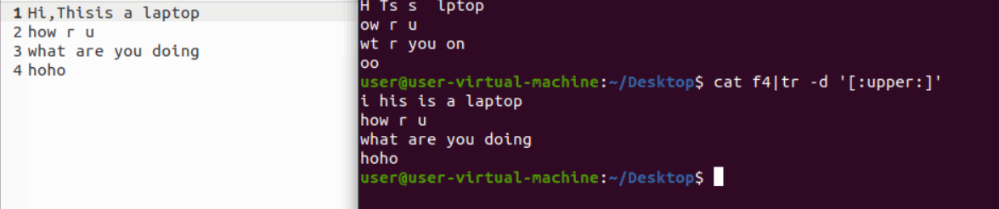 1 Hi,Thisis a laptop
2 how r u
3 what are you doing
4 hoho
H Ts s  lptop
ow r u
wt r you on
oo
user@user-virtual-machine:~/Desktop$ cat f4|tr -d '[:upper:]'
i his is a laptop
how r u
what are you doing
hoho
user@user-virtual-machine:~/Desktop$